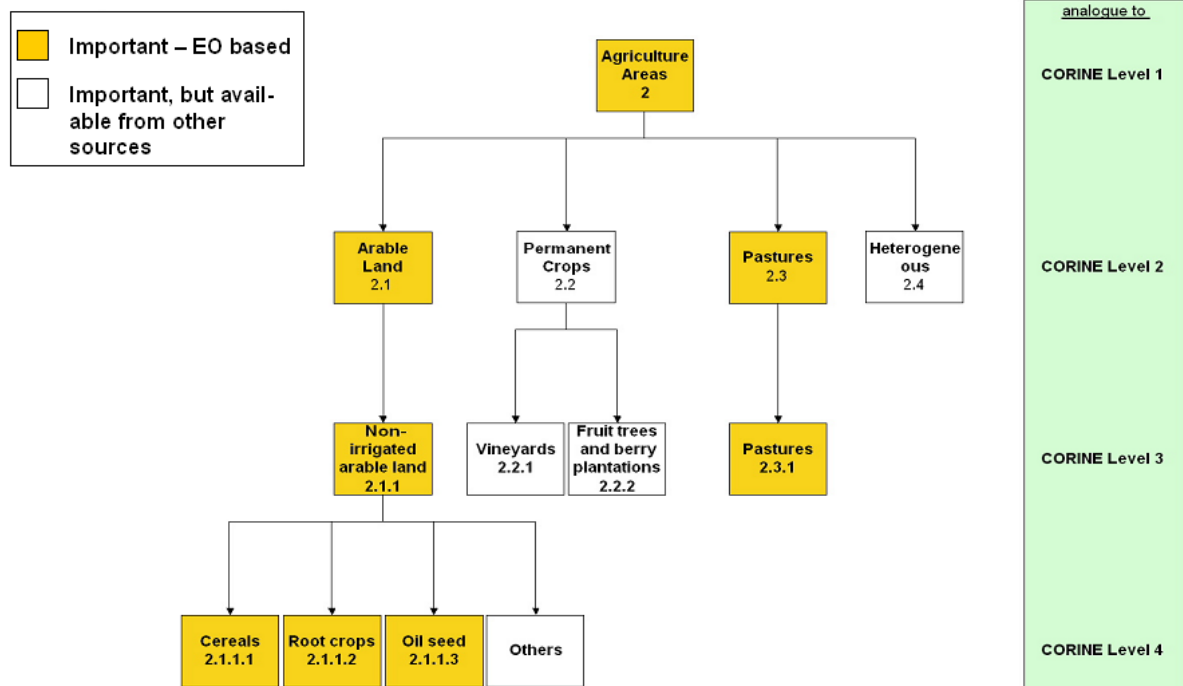 Important – EO based
Important, but avail-
able from other
sources
analogue to
Agriculture
Areas
2
CORINE Level 1
Arable
Land
2.1
Permanent
Crops
2.2
Pastures
2.3
Heterogene
ous
2.4
CORINE Level 2
Non-
irrigated
arable land
2.1.1
Vineyards
2.2.1
Fruit trees
and berry
plantations
2.2.2
Pastures
2.3.1
CORINE Level 3
Cereals
2.1.1.1
Root crops
2.1.1.2
Oil seed
2.1.1.3
Others
CORINE Level 4